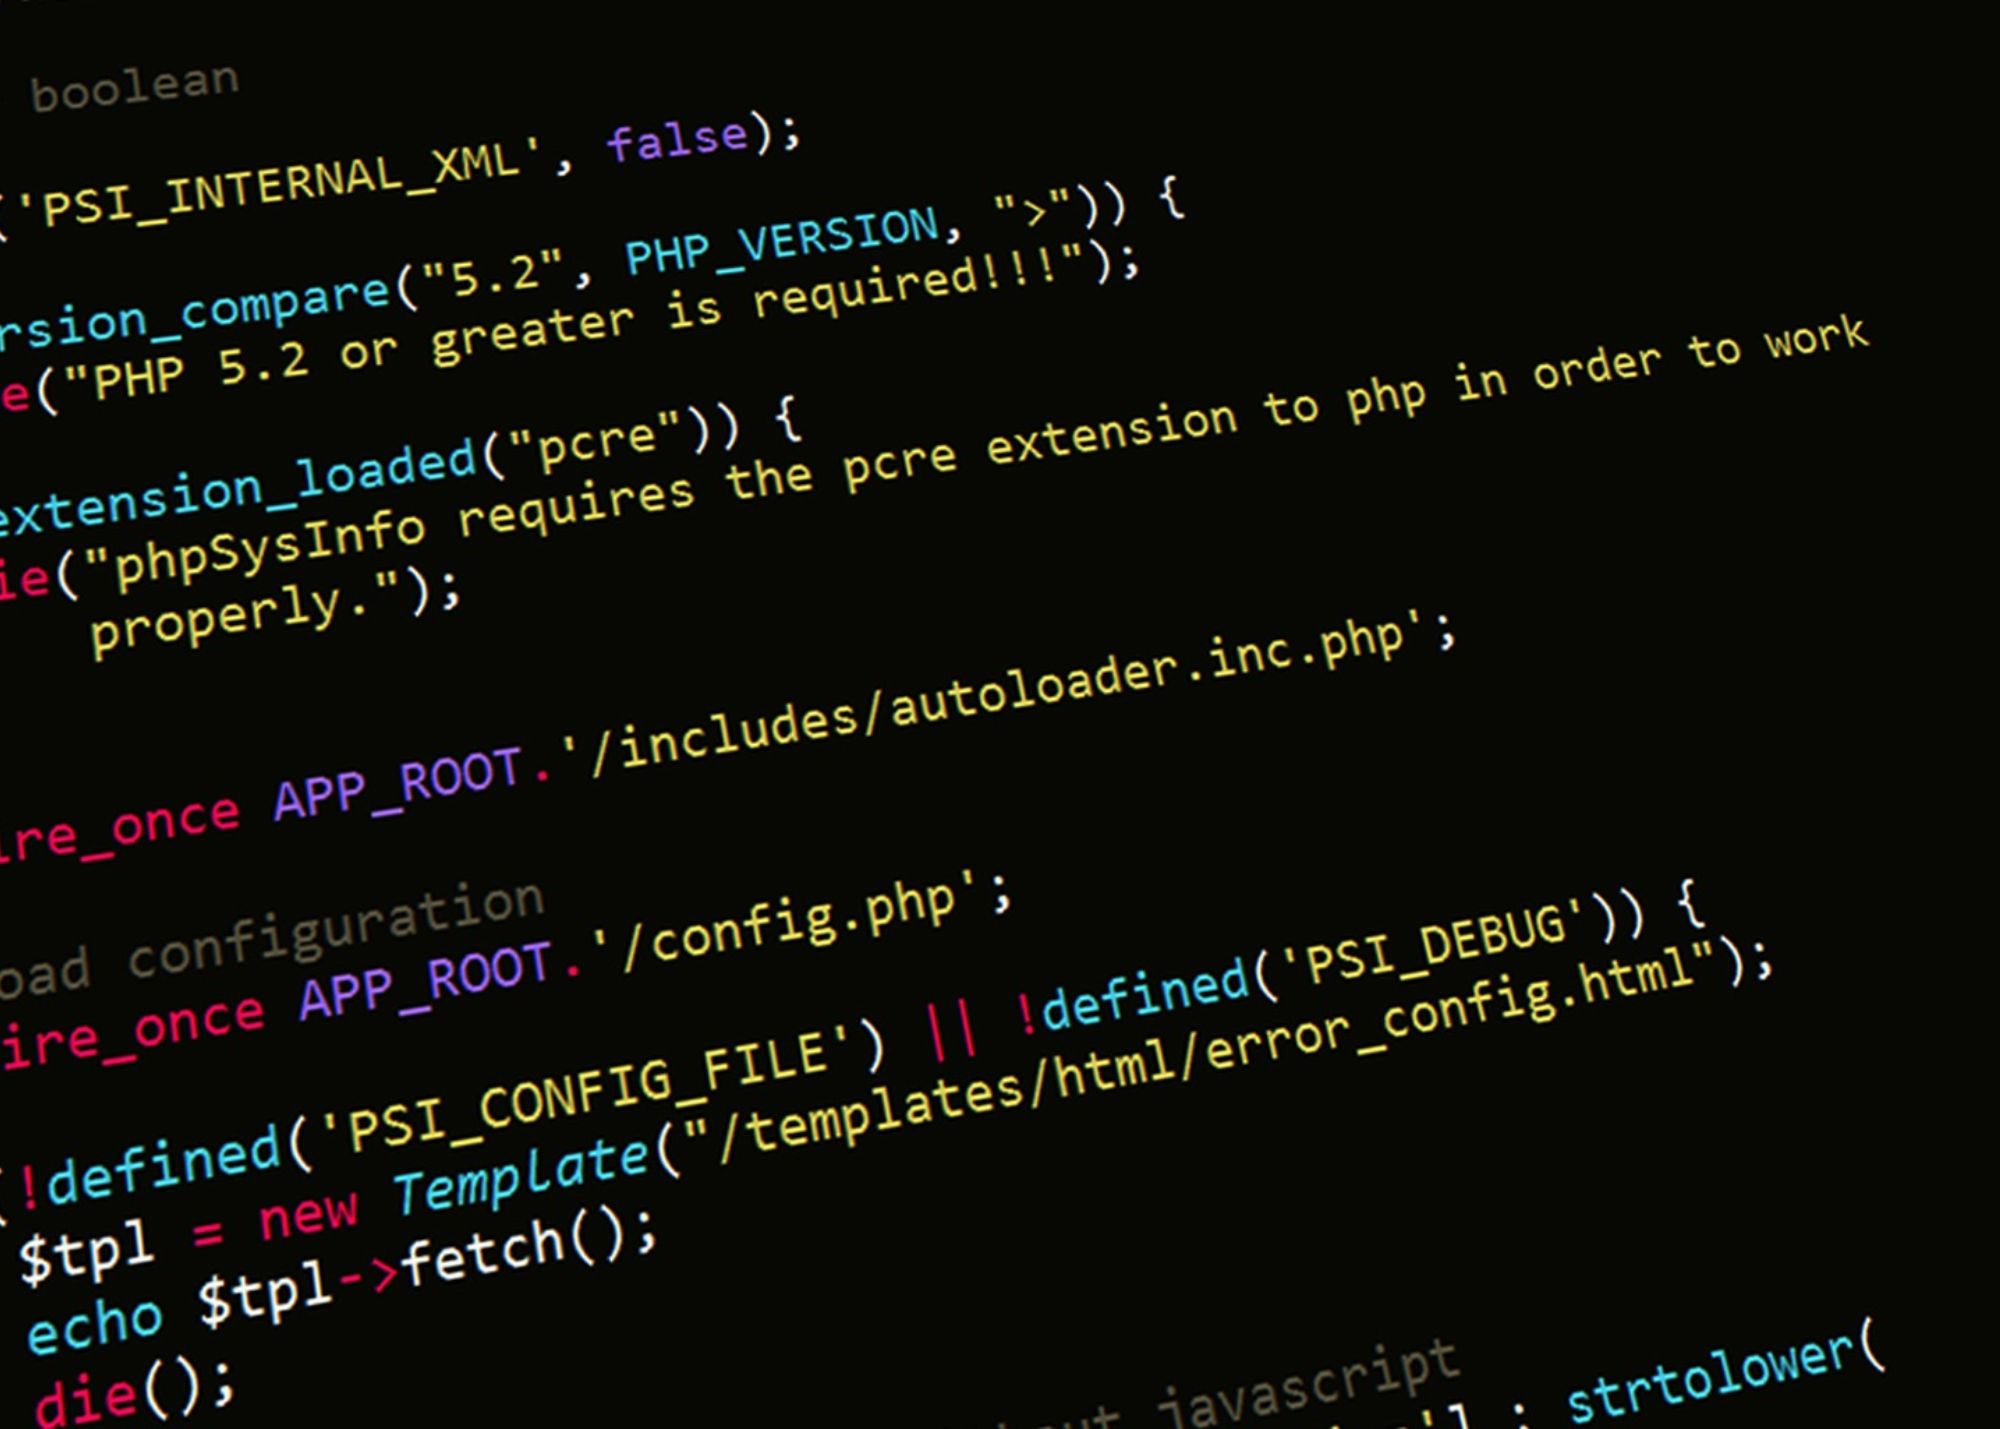 boolean
('PSI_INTERNAL_XML', false);
rsion_compare("5.2", PHP_VERSION, ">")) {
e("PHP 5.2 or greater is required!!!");
extension_loaded("pcre")) {
ie("phpSysInfo requires the pcre extension to php in order to work
properly.");
ire_once APP_ROOT.'/includes/autoloader.inc.php';
oad configuration
ire_once APP_ROOT.'/config.php';
(!defined('PSI_CONFIG_FILE') || !defined('PSI_DEBUG')) {
$tpl = new Template("/templates/html/error_config.html");
echo $tpl->fetch();
die();
javascript
strtolower(